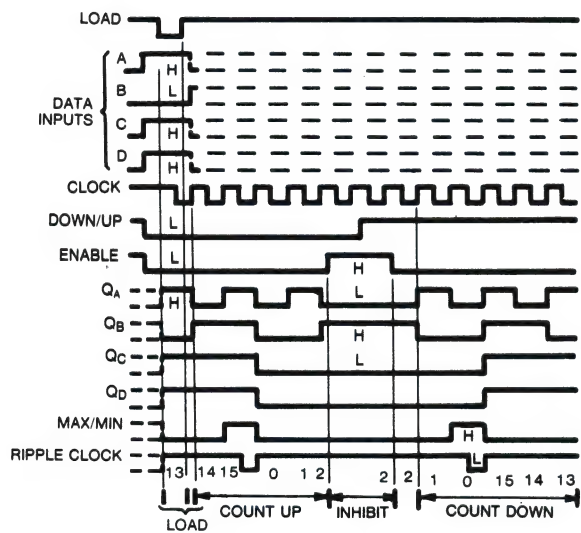 LOAD
A
H
B
L
DATA
INPUTS
C
H
D
H
CLOCK
DOWN/UP
L
ENABLE
L
H
QA
H
L
QB
H
QC
L
QD
MAX/MIN
H
RIPPLE CLOCK
L
13 14 15 0 1 2 2 2 1 0 15 14 13
COUNT UP INHIBIT COUNT DOWN
LOAD